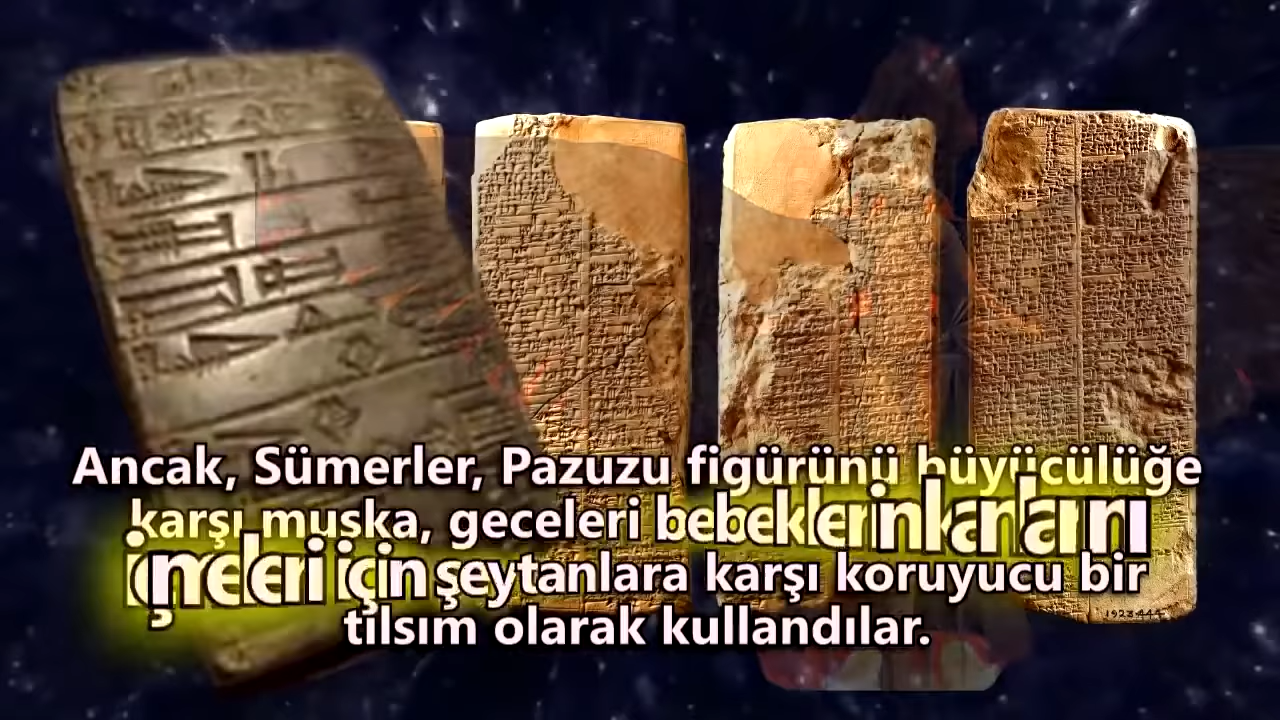 Ancak, Sümerler, Pazuzu figürünü büyücülüğe
karşı muska, geceleri bebeklerin kanlarını
içmeleri için şeytanlara karşı koruyucu bir
tılsım olarak kullandılar.